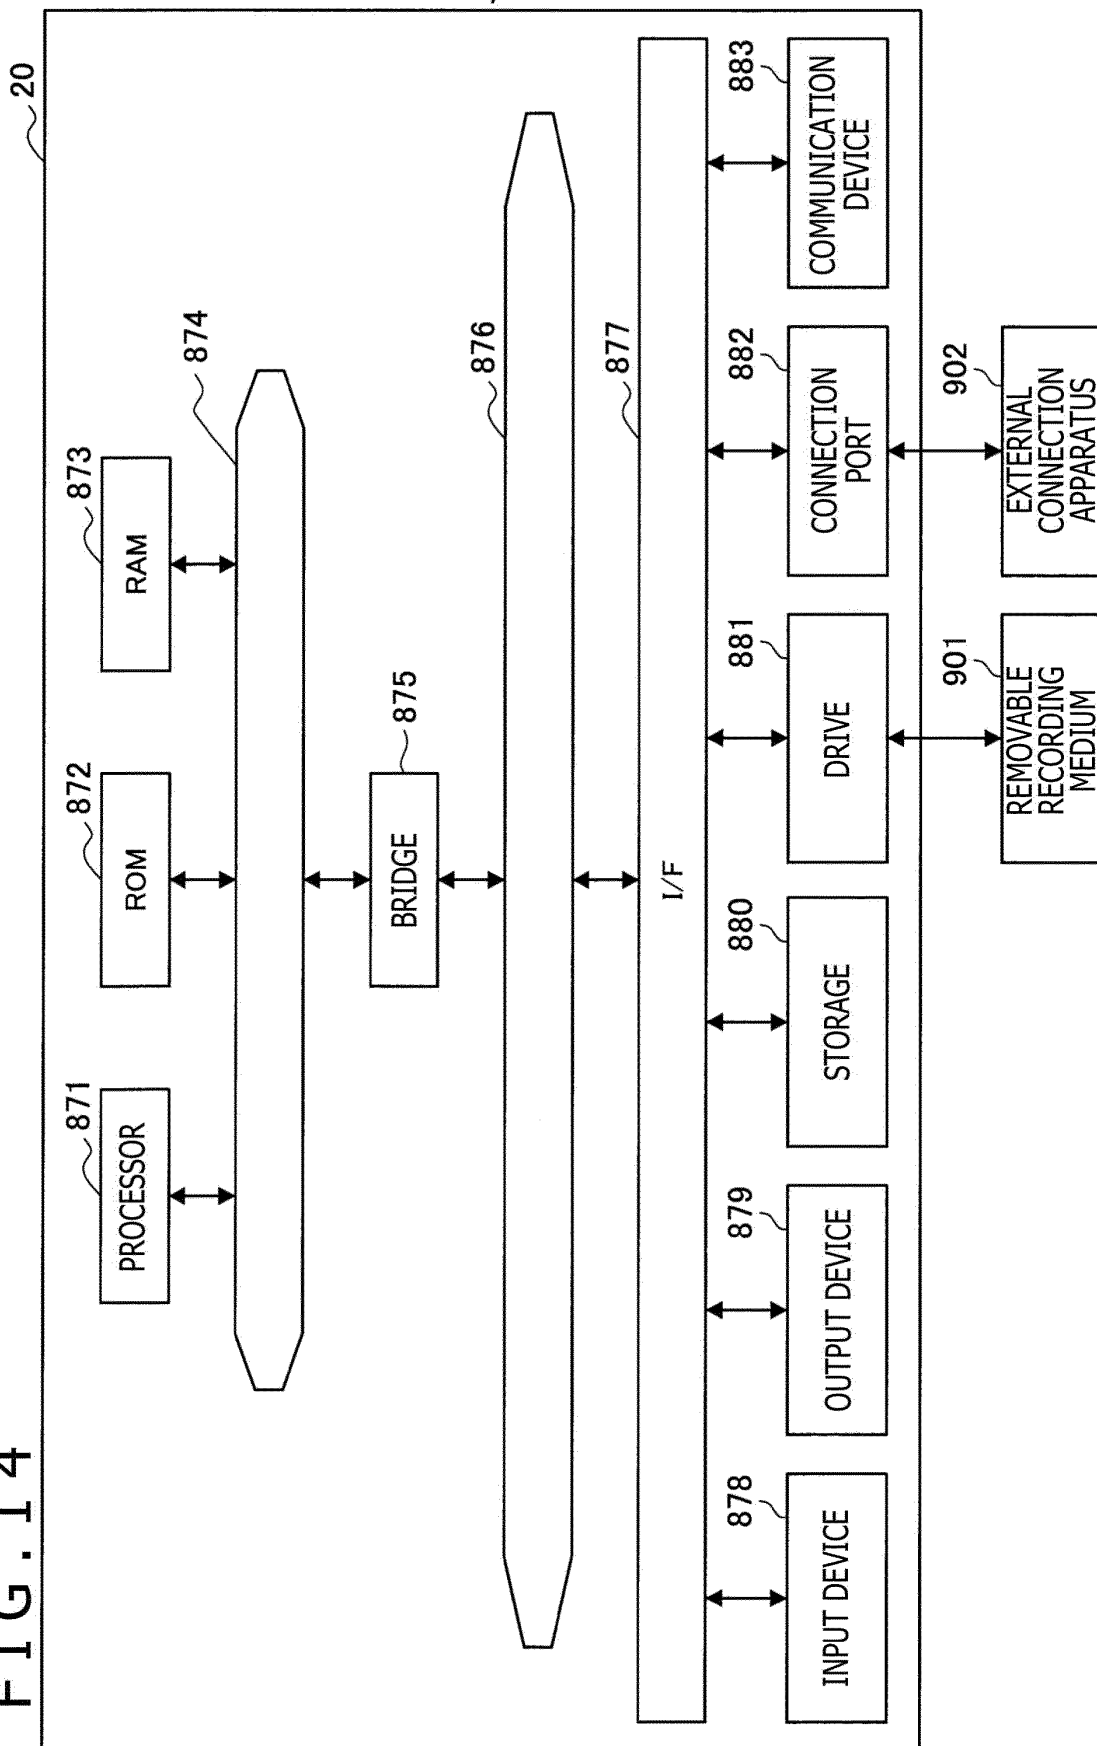 FIG.14
20
871
PROCESSOR
872
ROM
873
RAM
874
875
BRIDGE
876
877
I/F
878
INPUT DEVICE
879
OUTPUT DEVICE
880
STORAGE
881
DRIVE
882
CONNECTION
PORT
883
COMMUNICATION
DEVICE
901
REMOVABLE
RECORDING
MEDIUM
902
EXTERNAL
CONNECTION
APPARATUS